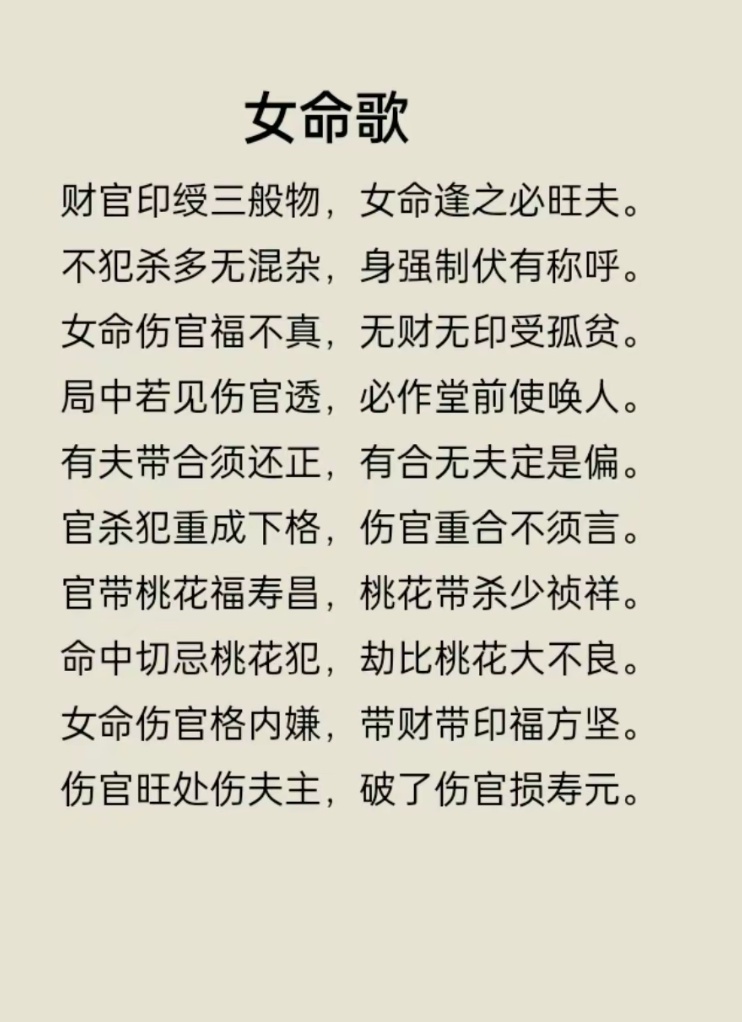 女命歌
财官印绶三般物，女命逢之必旺夫。
不犯杀多无混杂，身强制伏有称呼。
女命伤官福不真，无财无印受孤贫。
局中若见伤官透，必作堂前使唤人。
有夫带合须还正，有合无夫定是偏。
官杀犯重成下格，伤官重合不须言。
官带桃花福寿昌，桃花带杀少祯祥。
命中切忌桃花犯，劫比桃花大不良。
女命伤官格内嫌，带财带印福方坚。
伤官旺处伤夫主，破了伤官损寿元。